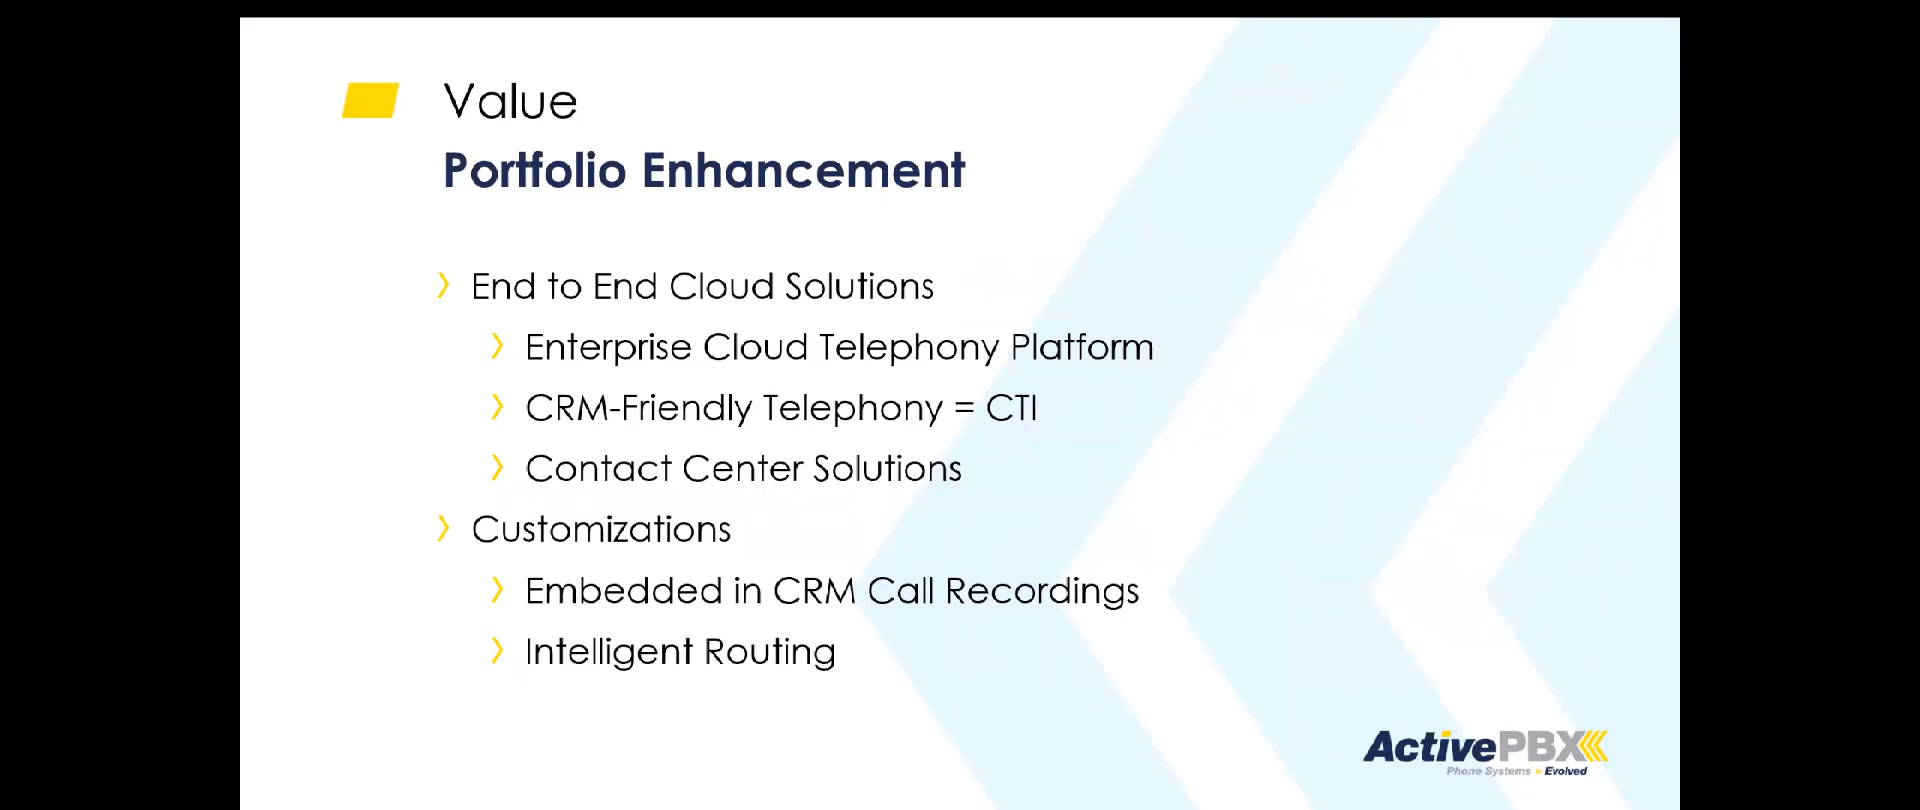 Value
Portfolio Enhancement
End to End Cloud Solutions
Enterprise Cloud Telephony Platform
CRM-Friendly Telephony = CTI
Contact Center Solutions
Customizations
Embedded in CRM Call Recordings
Intelligent Routing
ActivePBX
Phone Systems > Evolved